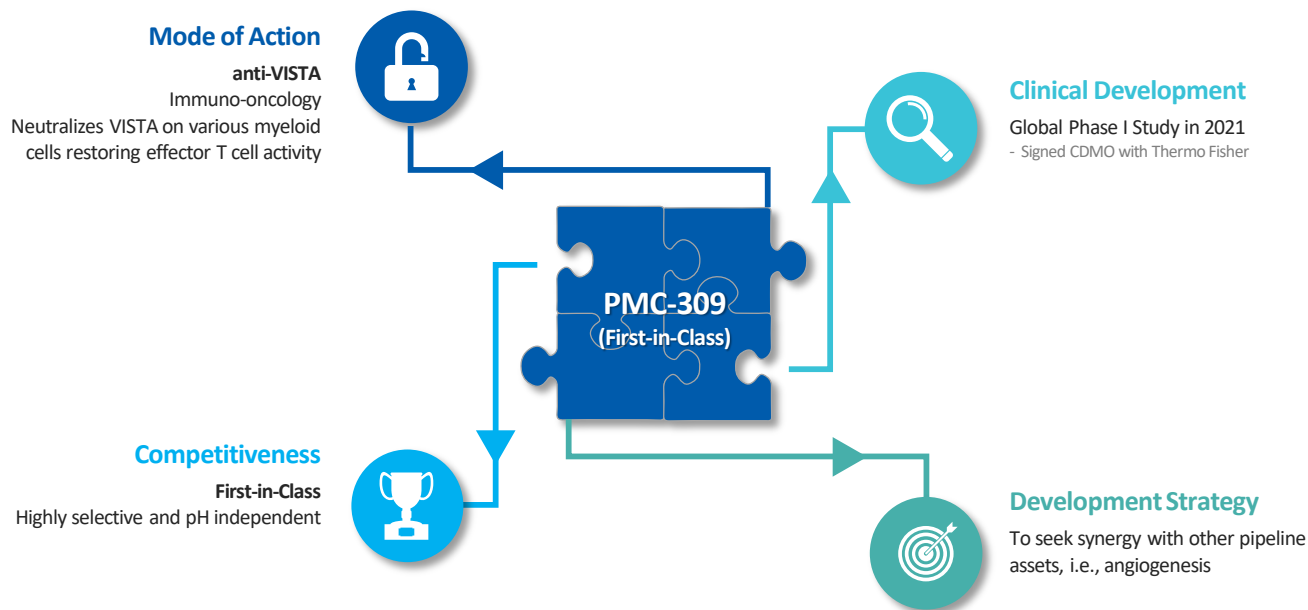 Mode of Action
anti-VISTA
Immuno-oncology
Neutralizes VISTA on various myeloid
cells restoring effector T cell activity
Clinical Development
Global Phase I Study in 2021
- Signed CDMO with Thermo Fisher
PMC-309
(First-in-Class)
Competitiveness
First-in-Class
Highly selective and pH independent
Development Strategy
To seek synergy with other pipeline
assets, i.e., angiogenesis